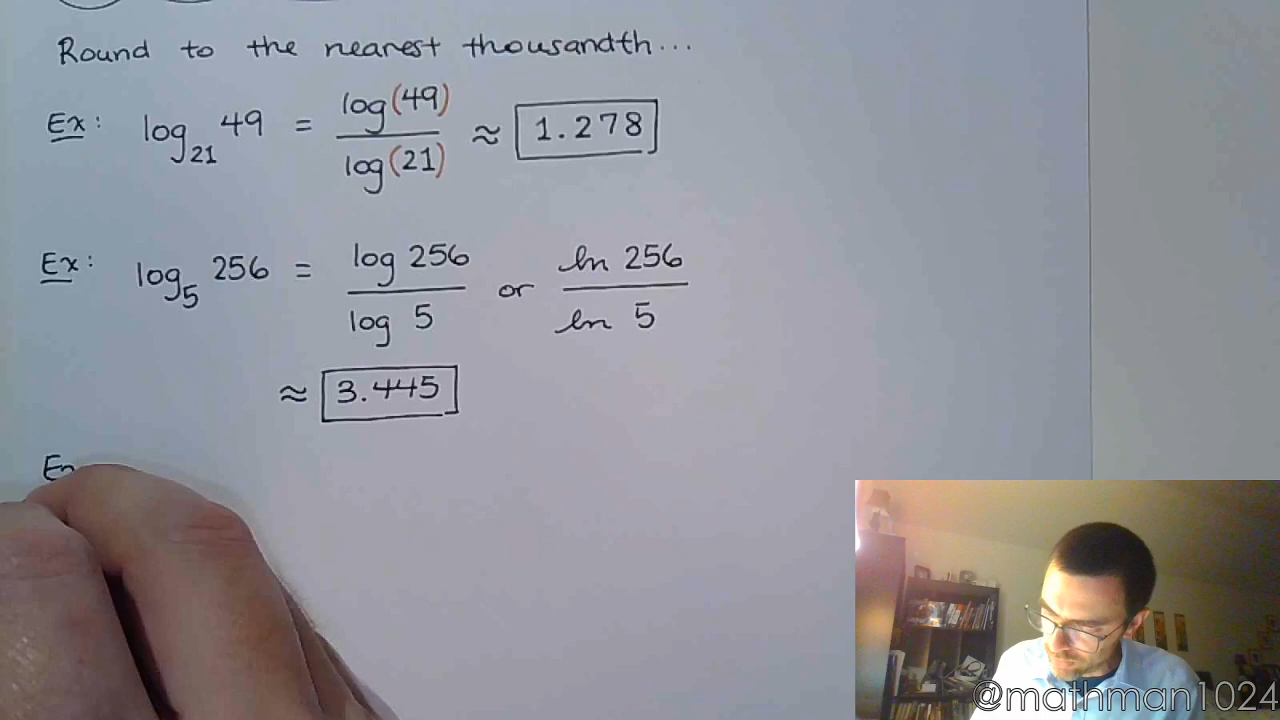 Round to the nearest thousandth...
Ex: log₂₁ 49 = log(49) / log(21) ≈ 1.278
Ex: log₅ 256 = log 256 / log 5 or ln 256 / ln 5
≈ 3.445
@mathman1024